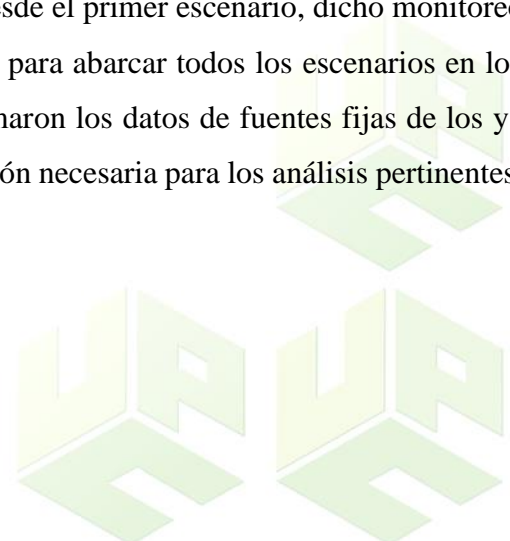 esde el primer escenario, dicho monitoreo
para abarcar todos los escenarios en lo
naron los datos de fuentes fijas de los y
ón necesaria para los análisis pertinentes